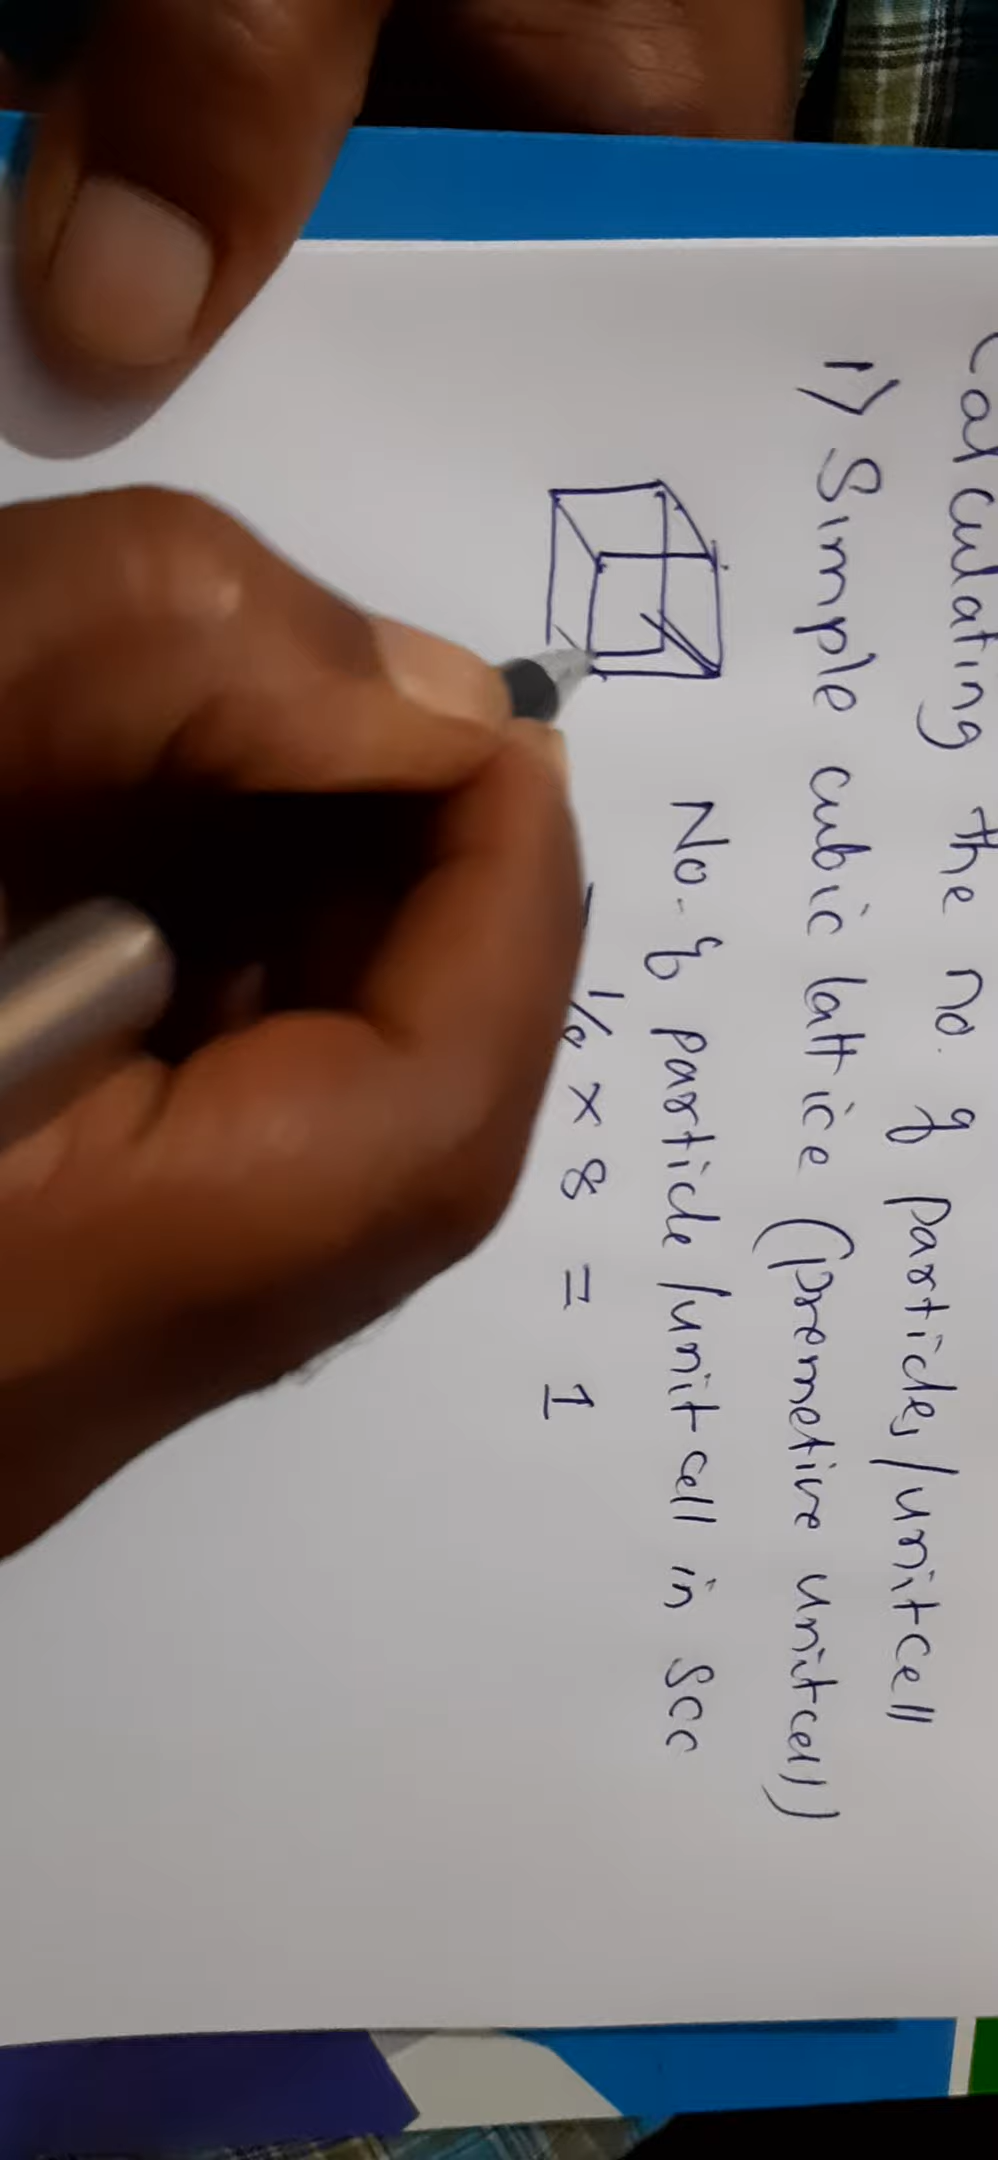 Calculating the no. of particles/unitcell
1) Simple cubic lattice (premetive unitcell)
No. of particle/unit cell in Scc
= 1/8 × 8 = 1